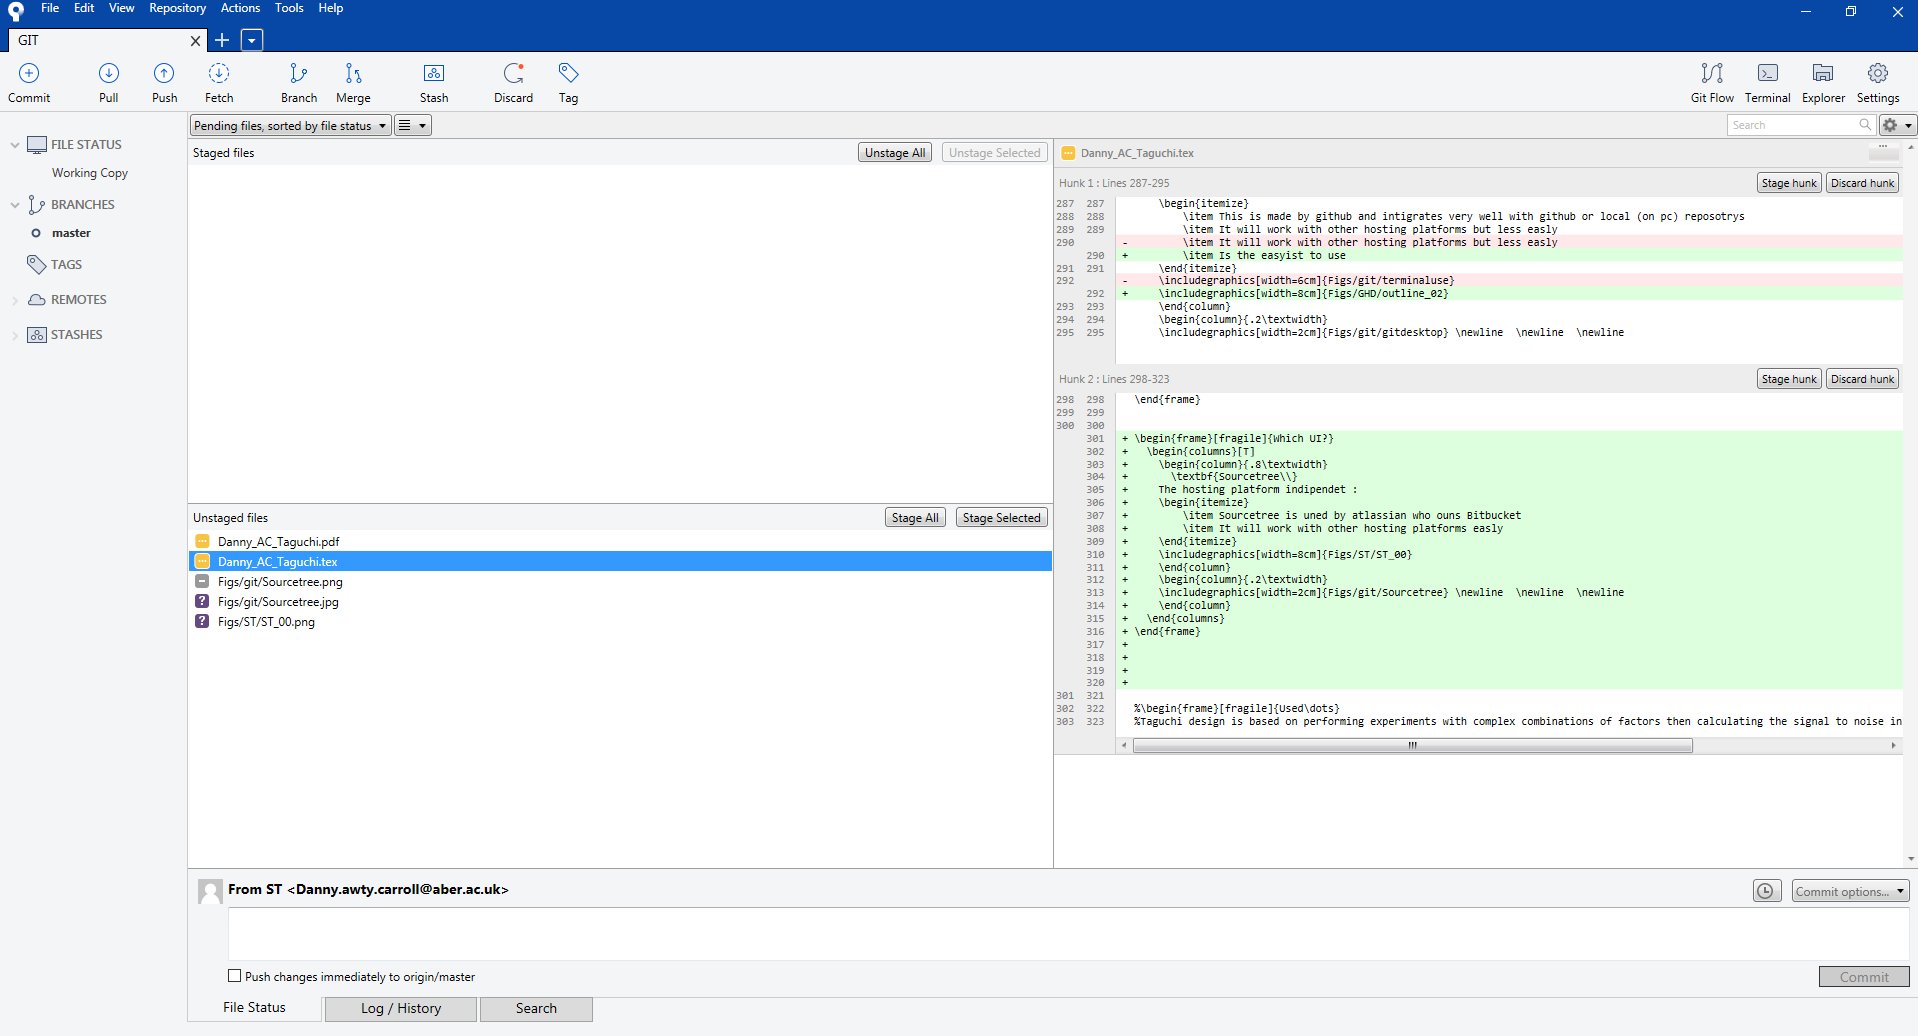 File Edit View Repository Actions Tools Help
GIT
Commit Pull Push Fetch Branch Merge Stash Discard Tag Git Flow Terminal Explorer Settings
Pending files, sorted by file status
Search
FILE STATUS
Working Copy
BRANCHES
master
TAGS
REMOTES
STASHES
Staged files Unstage All Unstage Selected
Unstaged files Stage All Stage Selected
Danny_AC_Taguchi.pdf
Danny_AC_Taguchi.tex
Figs/git/Sourcetree.png
Figs/git/Sourcetree.jpg
Figs/ST/ST_00.png
Danny_AC_Taguchi.tex
Hunk 1 : Lines 287-295 Stage hunk Discard hunk
287 287 \begin{itemize}
288 288 \item This is made by github and intigrates very well with github or local (on pc) reposotrys
289 289 \item It will work with other hosting platforms but less easly
290 - \item It will work with other hosting platforms but less easly
290 + \item Is the easyist to use
291 291 \end{itemize}
292 - \includegraphics[width=6cm]{Figs/git/terminaluse}
292 + \includegraphics[width=8cm]{Figs/GHD/outline_02}
293 293 \end{column}
294 294 \begin{column}{.2\textwidth}
295 295 \includegraphics[width=2cm]{Figs/git/gitdesktop} \newline \newline \newline
Hunk 2 : Lines 298-323 Stage hunk Discard hunk
298 298 \end{frame}
299 299
300 300
301 + \begin{frame}[fragile]{Which UI?}
302 + \begin{columns}[T]
303 + \begin{column}{.8\textwidth}
304 + \textbf{Sourcetree\\}
305 + The hosting platform indipendet :
306 + \begin{itemize}
307 + \item Sourcetree is uned by atlassian who ouns Bitbucket
308 + \item It will work with other hosting platforms easly
309 + \end{itemize}
310 + \includegraphics[width=8cm]{Figs/ST/ST_00}
311 + \end{column}
312 + \begin{column}{.2\textwidth}
313 + \includegraphics[width=2cm]{Figs/git/Sourcetree} \newline \newline \newline
314 + \end{column}
315 + \end{columns}
316 + \end{frame}
317 +
318 +
319 +
320 +
301 321
302 322 %\begin{frame}[fragile]{Used\dots}
303 323 %Taguchi design is based on performing experiments with complex combinations of factors then calculating the signal to noise in
From ST <Danny.awty.carroll@aber.ac.uk>
Commit options...
Push changes immediately to origin/master
Commit
File Status Log / History Search